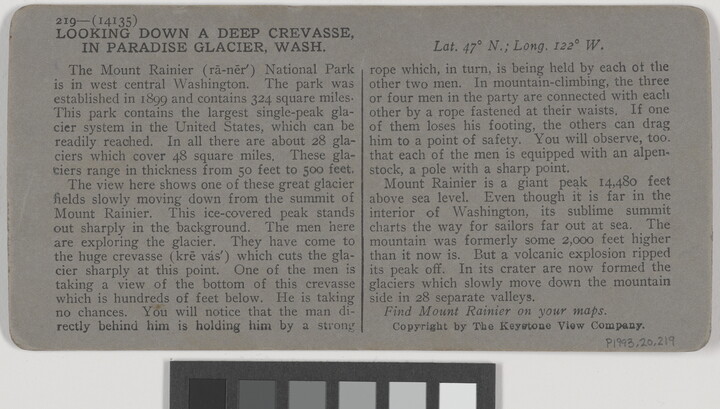 219—(14135)
LOOKING DOWN A DEEP CREVASSE,
IN PARADISE GLACIER, WASH.
The Mount Rainier (rā-nēr′) National Park
is in west central Washington. The park was
established in 1899 and contains 324 square miles.
This park contains the largest single-peak gla-
cier system in the United States, which can be
readily reached. In all there are about 28 gla-
ciers which cover 48 square miles. These gla-
ciers range in thickness from 50 feet to 500 feet.
The view here shows one of these great glacier
fields slowly moving down from the summit of
Mount Rainier. This ice-covered peak stands
out sharply in the background. The men here
are exploring the glacier. They have come to
the huge crevasse (krē vás′) which cuts the gla-
cier sharply at this point. One of the men is
taking a view of the bottom of this crevasse
which is hundreds of feet below. He is taking
no chances. You will notice that the man di-
rectly behind him is holding him by a strong
Lat. 47° N.; Long. 122° W.
rope which, in turn, is being held by each of the
other two men. In mountain-climbing, the three
or four men in the party are connected with each
other by a rope fastened at their waists. If one
of them loses his footing, the others can drag
him to a point of safety. You will observe, too,
that each of the men is equipped with an alpen-
stock, a pole with a sharp point.
Mount Rainier is a giant peak 14,480 feet
above sea level. Even though it is far in the
interior of Washington, its sublime summit
charts the way for sailors far out at sea. The
mountain was formerly some 2,000 feet higher
than it now is. But a volcanic explosion ripped
its peak off. In its crater are now formed the
glaciers which slowly move down the mountain
side in 28 separate valleys.
Find Mount Rainier on your maps.
Copyright by The Keystone View Company.
P1993.20.219